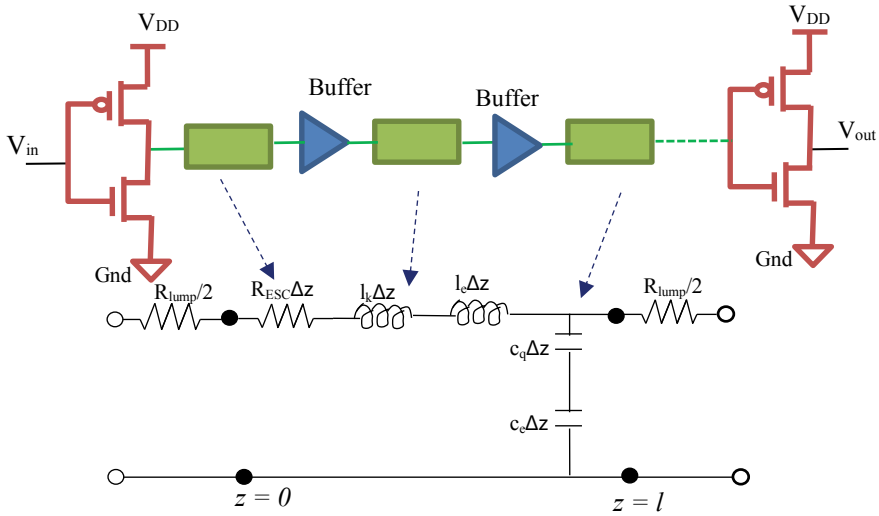 V_DD
V_DD
Buffer
Buffer
V_in
V_out
Gnd
Gnd
R_lump/2
R_ESCΔz
l_kΔz
l_eΔz
R_lump/2
c_qΔz
c_eΔz
z = 0
z = l